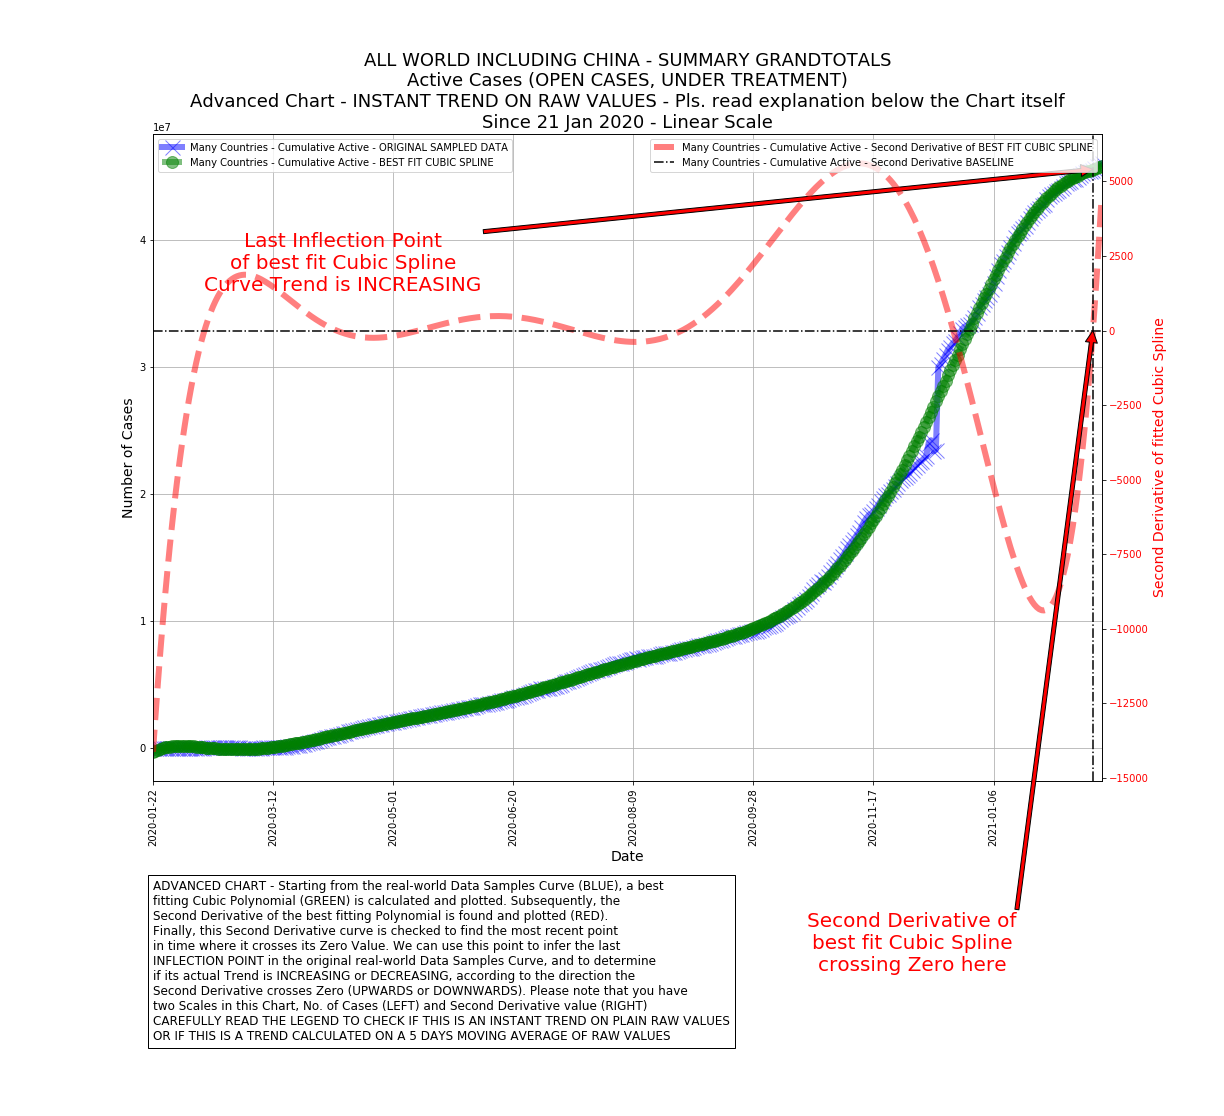 ALL WORLD INCLUDING CHINA - SUMMARY GRANDTOTALS
Active Cases (OPEN CASES, UNDER TREATMENT)
Advanced Chart - INSTANT TREND ON RAW VALUES - Pls. read explanation below the Chart itself
Since 21 Jan 2020 - Linear Scale
1e7
Many Countries - Cumulative Active - ORIGINAL SAMPLED DATA
Many Countries - Cumulative Active - BEST FIT CUBIC SPLINE
Many Countries - Cumulative Active - Second Derivative of BEST FIT CUBIC SPLINE
Many Countries - Cumulative Active - Second Derivative BASELINE
Last Inflection Point
of best fit Cubic Spline
Curve Trend is INCREASING
Number of Cases
4
3
2
1
0
5000
2500
0
−2500
−5000
−7500
−10000
−12500
−15000
Second Derivative of fitted Cubic Spline
2020-01-22
2020-03-12
2020-05-01
2020-06-20
2020-08-09
2020-09-28
2020-11-17
2021-01-06
Date
ADVANCED CHART - Starting from the real-world Data Samples Curve (BLUE), a best
fitting Cubic Polynomial (GREEN) is calculated and plotted. Subsequently, the
Second Derivative of the best fitting Polynomial is found and plotted (RED).
Finally, this Second Derivative curve is checked to find the most recent point
in time where it crosses its Zero Value. We can use this point to infer the last
INFLECTION POINT in the original real-world Data Samples Curve, and to determine
if its actual Trend is INCREASING or DECREASING, according to the direction the
Second Derivative crosses Zero (UPWARDS or DOWNWARDS). Please note that you have
two Scales in this Chart, No. of Cases (LEFT) and Second Derivative value (RIGHT)
CAREFULLY READ THE LEGEND TO CHECK IF THIS IS AN INSTANT TREND ON PLAIN RAW VALUES
OR IF THIS IS A TREND CALCULATED ON A 5 DAYS MOVING AVERAGE OF RAW VALUES
Second Derivative of
best fit Cubic Spline
crossing Zero here